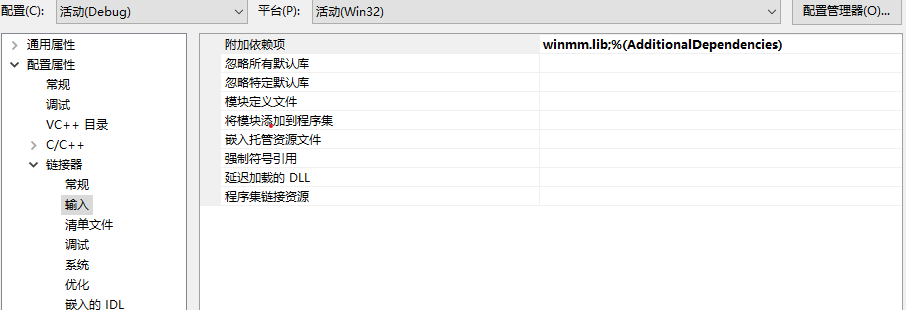 配置(C): 活动(Debug) 平台(P): 活动(Win32) 配置管理器(O)...
通用属性
配置属性
常规
调试
VC++ 目录
C/C++
链接器
常规
输入
清单文件
调试
系统
优化
嵌入的 IDL
附加依赖项 winmm.lib;%(AdditionalDependencies)
忽略所有默认库
忽略特定默认库
模块定义文件
将模块添加到程序集
嵌入托管资源文件
强制符号引用
延迟加载的 DLL
程序集链接资源